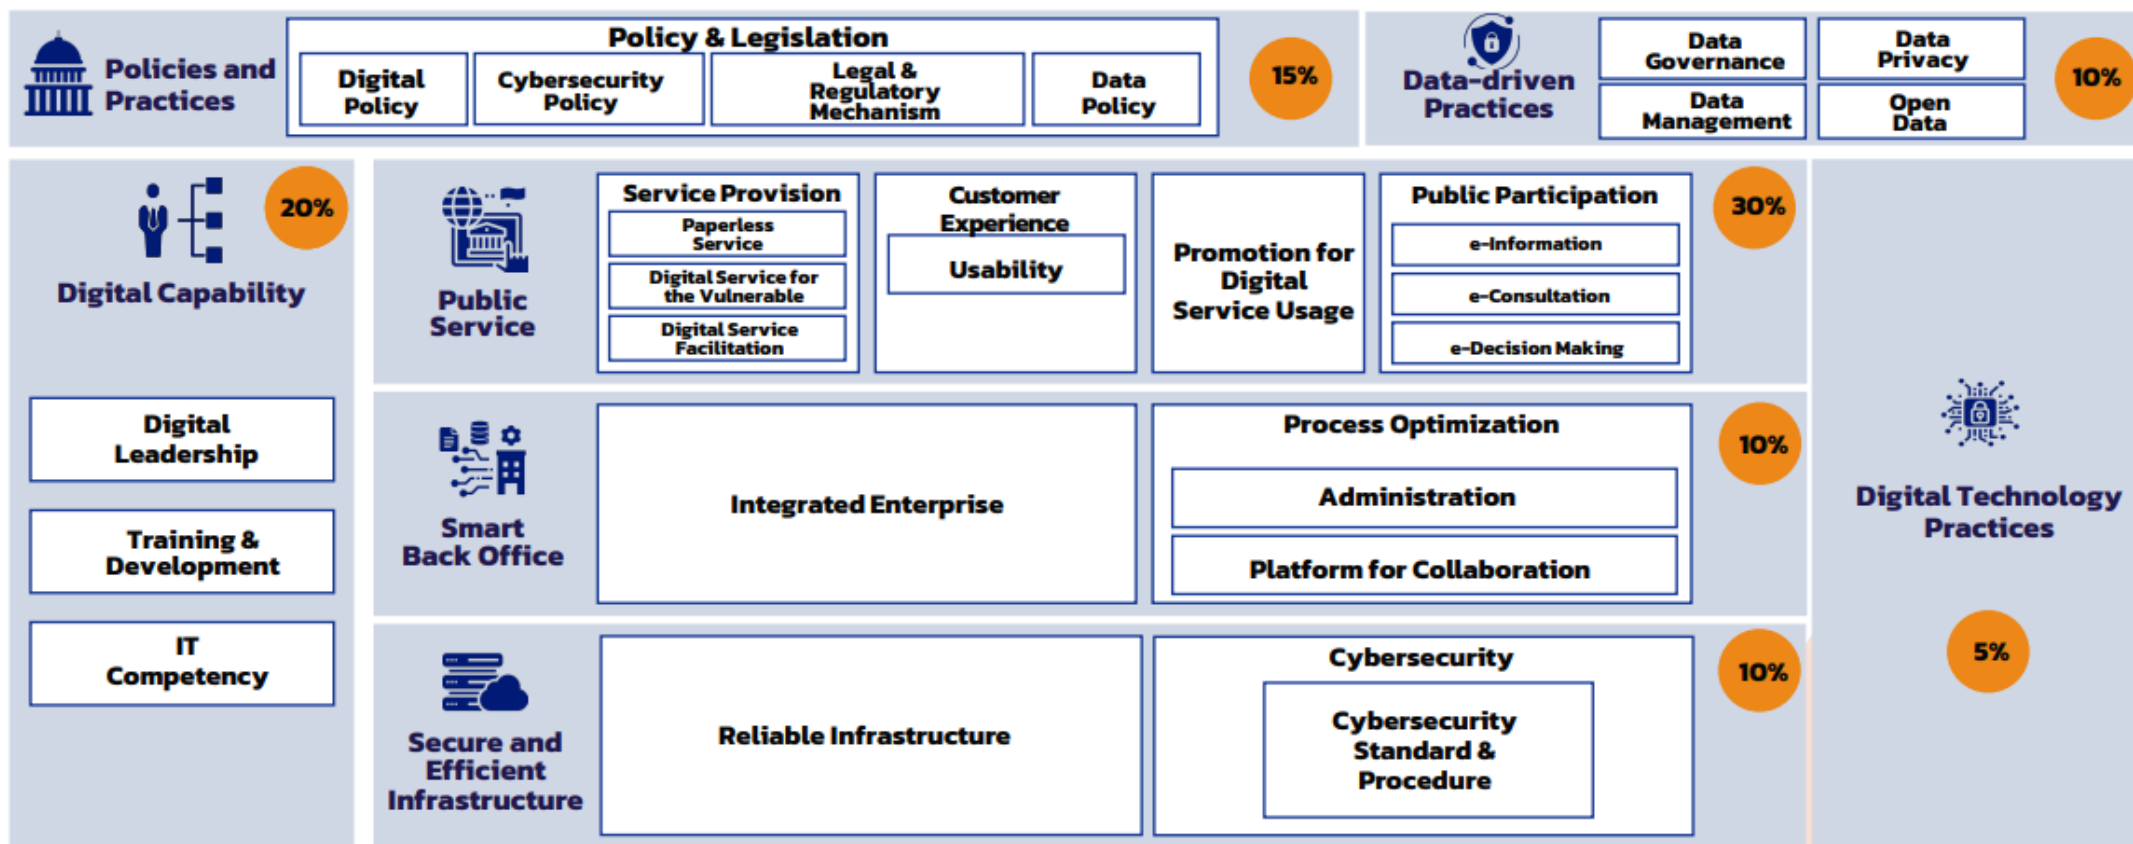 Policies and
Practices
Policy & Legislation
Digital
Policy
Cybersecurity
Policy
Legal &
Regulatory
Mechanism
Data
Policy
15%
Data-driven
Practices
Data
Governance
Data
Privacy
Data
Management
Open
Data
10%
20%
Digital Capability
Digital
Leadership
Training &
Development
IT
Competency
Public
Service
Service Provision
Paperless
Service
Digital Service for
the Vulnerable
Digital Service
Facilitation
Customer
Experience
Usability
Promotion for
Digital
Service Usage
Public Participation
e-Information
e-Consultation
e-Decision Making
30%
Smart
Back Office
Integrated Enterprise
Process Optimization
Administration
Platform for Collaboration
10%
Secure and
Efficient
Infrastructure
Reliable Infrastructure
Cybersecurity
Cybersecurity
Standard &
Procedure
10%
Digital Technology
Practices
5%